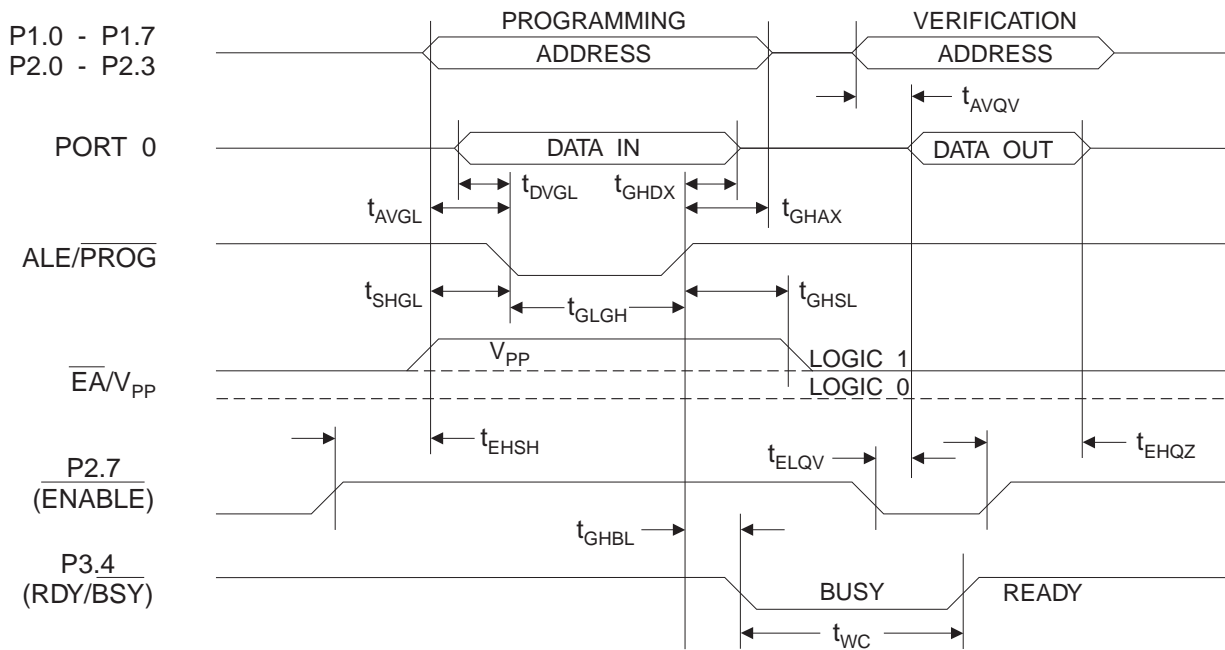 PROGRAMMING
VERIFICATION
P1.0 - P1.7
P2.0 - P2.3
ADDRESS
ADDRESS
tAVQV
PORT 0
DATA IN
DATA OUT
tDVGL
tGHDX
tAVGL
tGHAX
ALE/PROG
tSHGL
tGLGH
tGHSL
VPP
LOGIC 1
EA/VPP
LOGIC 0
tEHSH
tELQV
tEHQZ
P2.7
(ENABLE)
tGHBL
P3.4
(RDY/BSY)
BUSY
READY
tWC